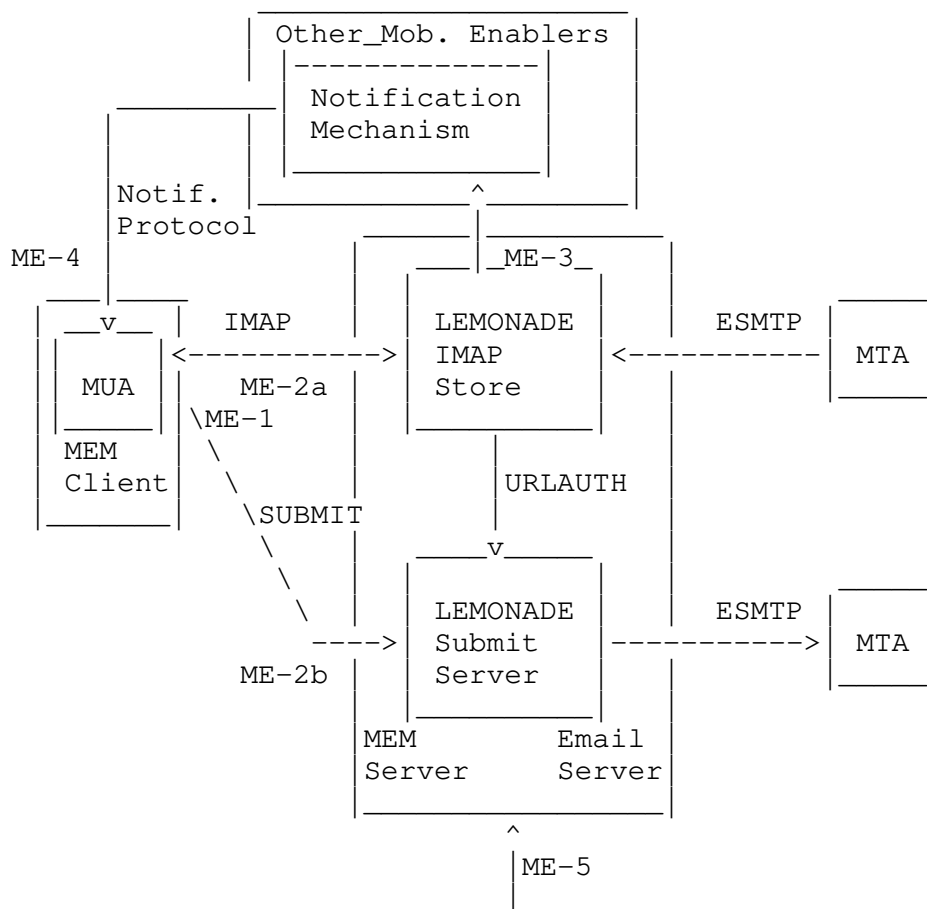 Other_Mob. Enablers
Notification
Mechanism
Notif.
Protocol
ME-4
ME-3
IMAP
LEMONADE
ESMTP
IMAP
MTA
MUA
ME-2a
Store
ME-1
MEM
Client
URLAUTH
SUBMIT
LEMONADE
ESMTP
Submit
MTA
ME-2b
Server
MEM
Email
Server
Server
ME-5